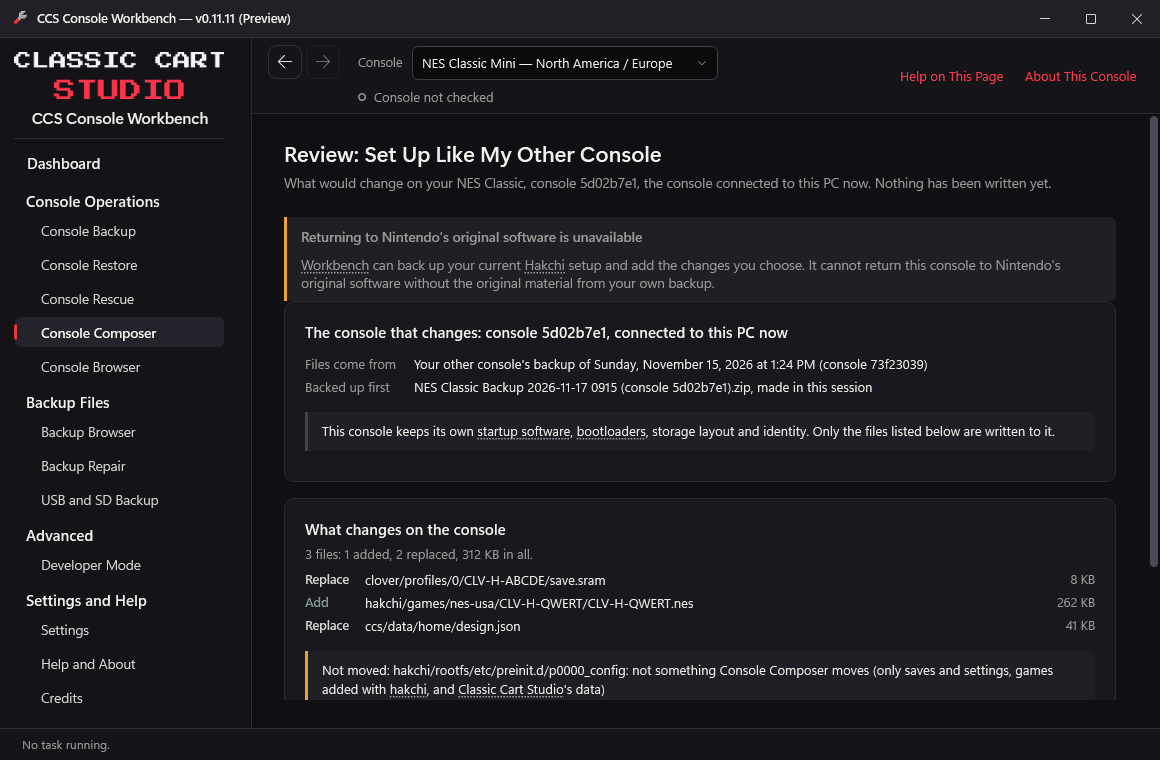 CCS Console Workbench — v0.11.11 (Preview)
CLASSIC CART
STUDIO
CCS Console Workbench
Dashboard
Console Operations
Console Backup
Console Restore
Console Rescue
Console Composer
Console Browser
Backup Files
Backup Browser
Backup Repair
USB and SD Backup
Advanced
Developer Mode
Settings and Help
Settings
Help and About
Credits
Console
NES Classic Mini — North America / Europe
Console not checked
Help on This Page
About This Console
Review: Set Up Like My Other Console
What would change on your NES Classic, console 5d02b7e1, the console connected to this PC now. Nothing has been written yet.
Returning to Nintendo's original software is unavailable
Workbench can back up your current Hakchi setup and add the changes you choose. It cannot return this console to Nintendo's
original software without the original material from your own backup.
The console that changes: console 5d02b7e1, connected to this PC now
Files come from Your other console's backup of Sunday, November 15, 2026 at 1:24 PM (console 73f23039)
Backed up first NES Classic Backup 2026-11-17 0915 (console 5d02b7e1).zip, made in this session
This console keeps its own startup software, bootloaders, storage layout and identity. Only the files listed below are written to it.
What changes on the console
3 files: 1 added, 2 replaced, 312 KB in all.
Replace clover/profiles/0/CLV-H-ABCDE/save.sram 8 KB
Add hakchi/games/nes-usa/CLV-H-QWERT/CLV-H-QWERT.nes 262 KB
Replace ccs/data/home/design.json 41 KB
Not moved: hakchi/rootfs/etc/preinit.d/p0000_config: not something Console Composer moves (only saves and settings, games
added with hakchi, and Classic Cart Studio's data)
No task running.